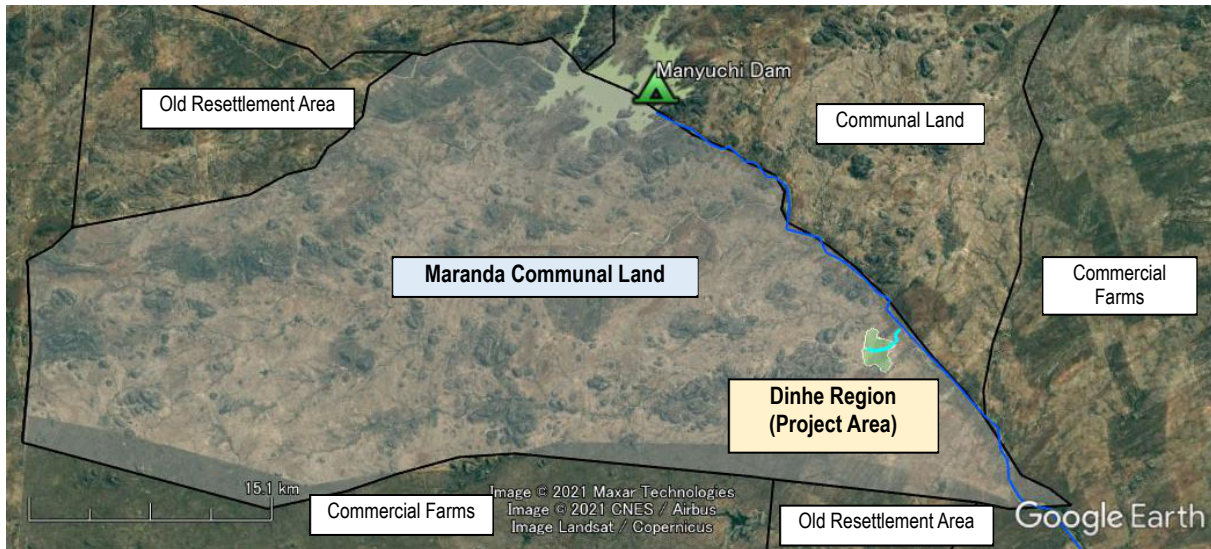 Manyuchi Dam
Old Resettlement Area
Communal Land
Maranda Communal Land
Commercial
Farms
Dinhe Region
(Project Area)
15.1 km
Commercial Farms
Image © 2021 Maxar Technologies
Image © 2021 CNES / Airbus
Image Landsat / Copernicus
Old Resettlement Area
Google Earth